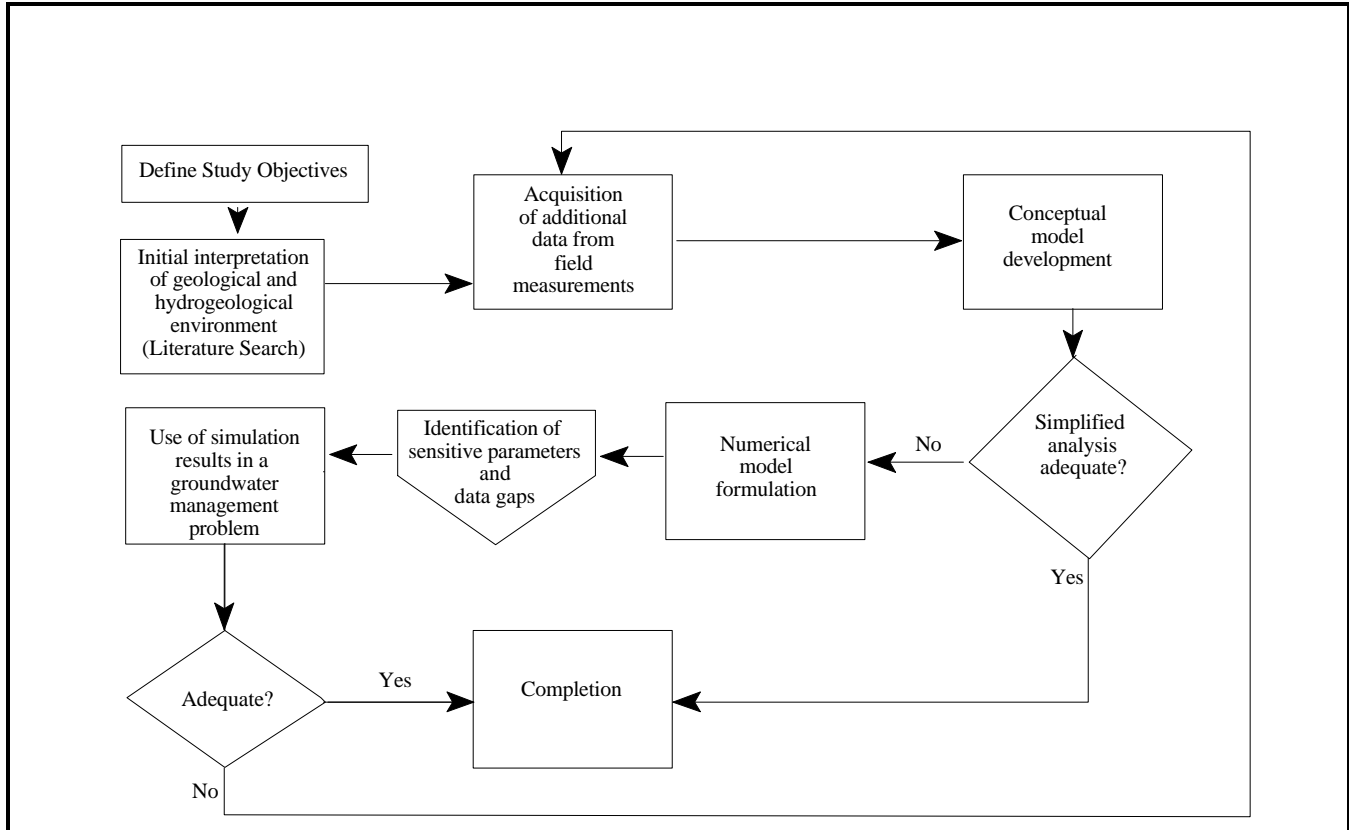 Define Study Objectives
Initial interpretation
of geological and
hydrogeological
environment
(Literature Search)
Acquisition
of additional
data from
field
measurements
Conceptual
model
development
Simplified
analysis
adequate?
No
Yes
Numerical
model
formulation
Identification of
sensitive parameters
and
data gaps
Use of simulation
results in a
groundwater
management
problem
Adequate?
Yes
No
Completion